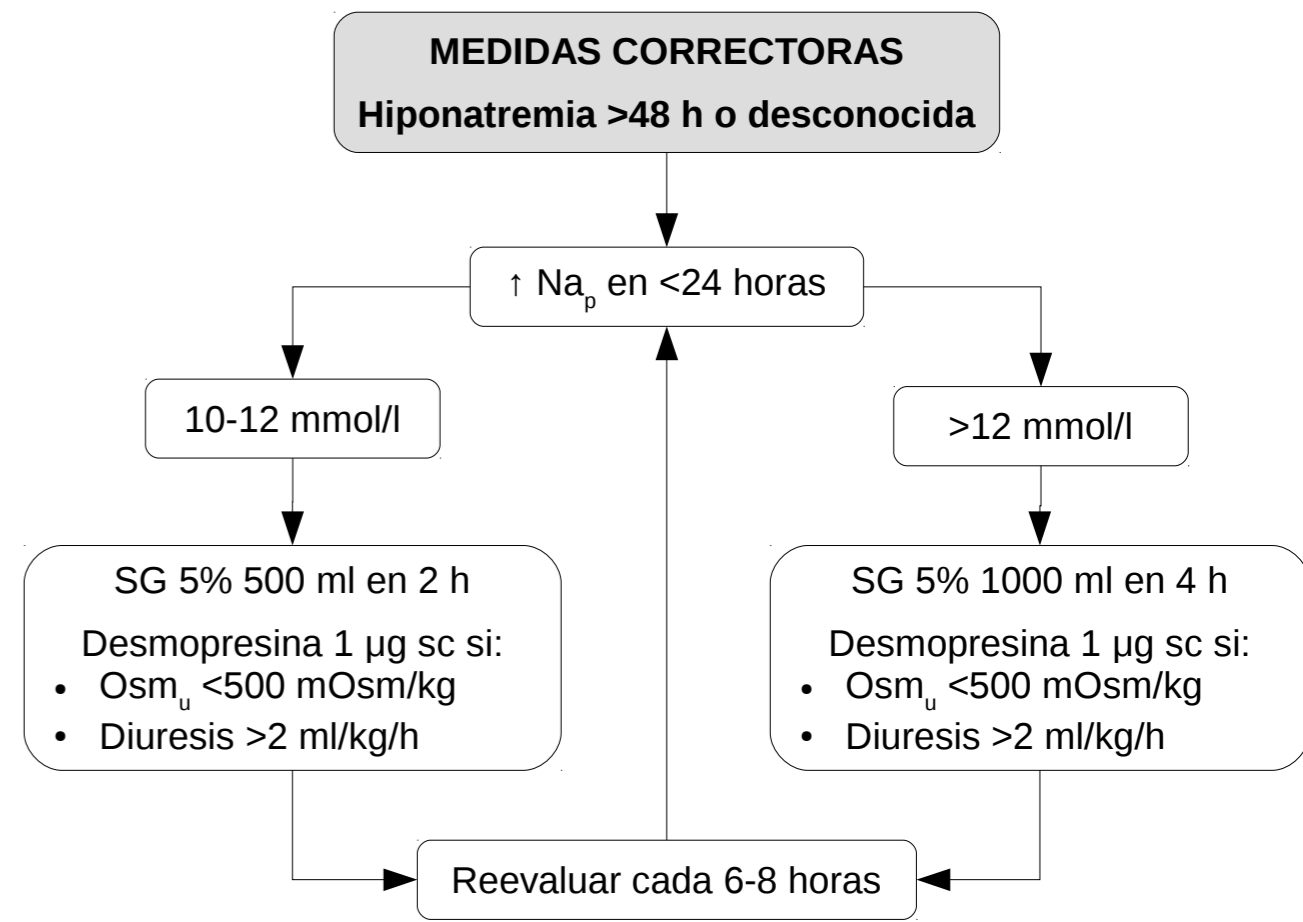 MEDIDAS CORRECTORAS
Hiponatremia >48 h o desconocida
↑ Naₚ en <24 horas
10-12 mmol/l
>12 mmol/l
SG 5% 500 ml en 2 h
Desmopresina 1 μg sc si:
• Osmᵤ <500 mOsm/kg
• Diuresis >2 ml/kg/h
SG 5% 1000 ml en 4 h
Desmopresina 1 μg sc si:
• Osmᵤ <500 mOsm/kg
• Diuresis >2 ml/kg/h
Reevaluar cada 6-8 horas